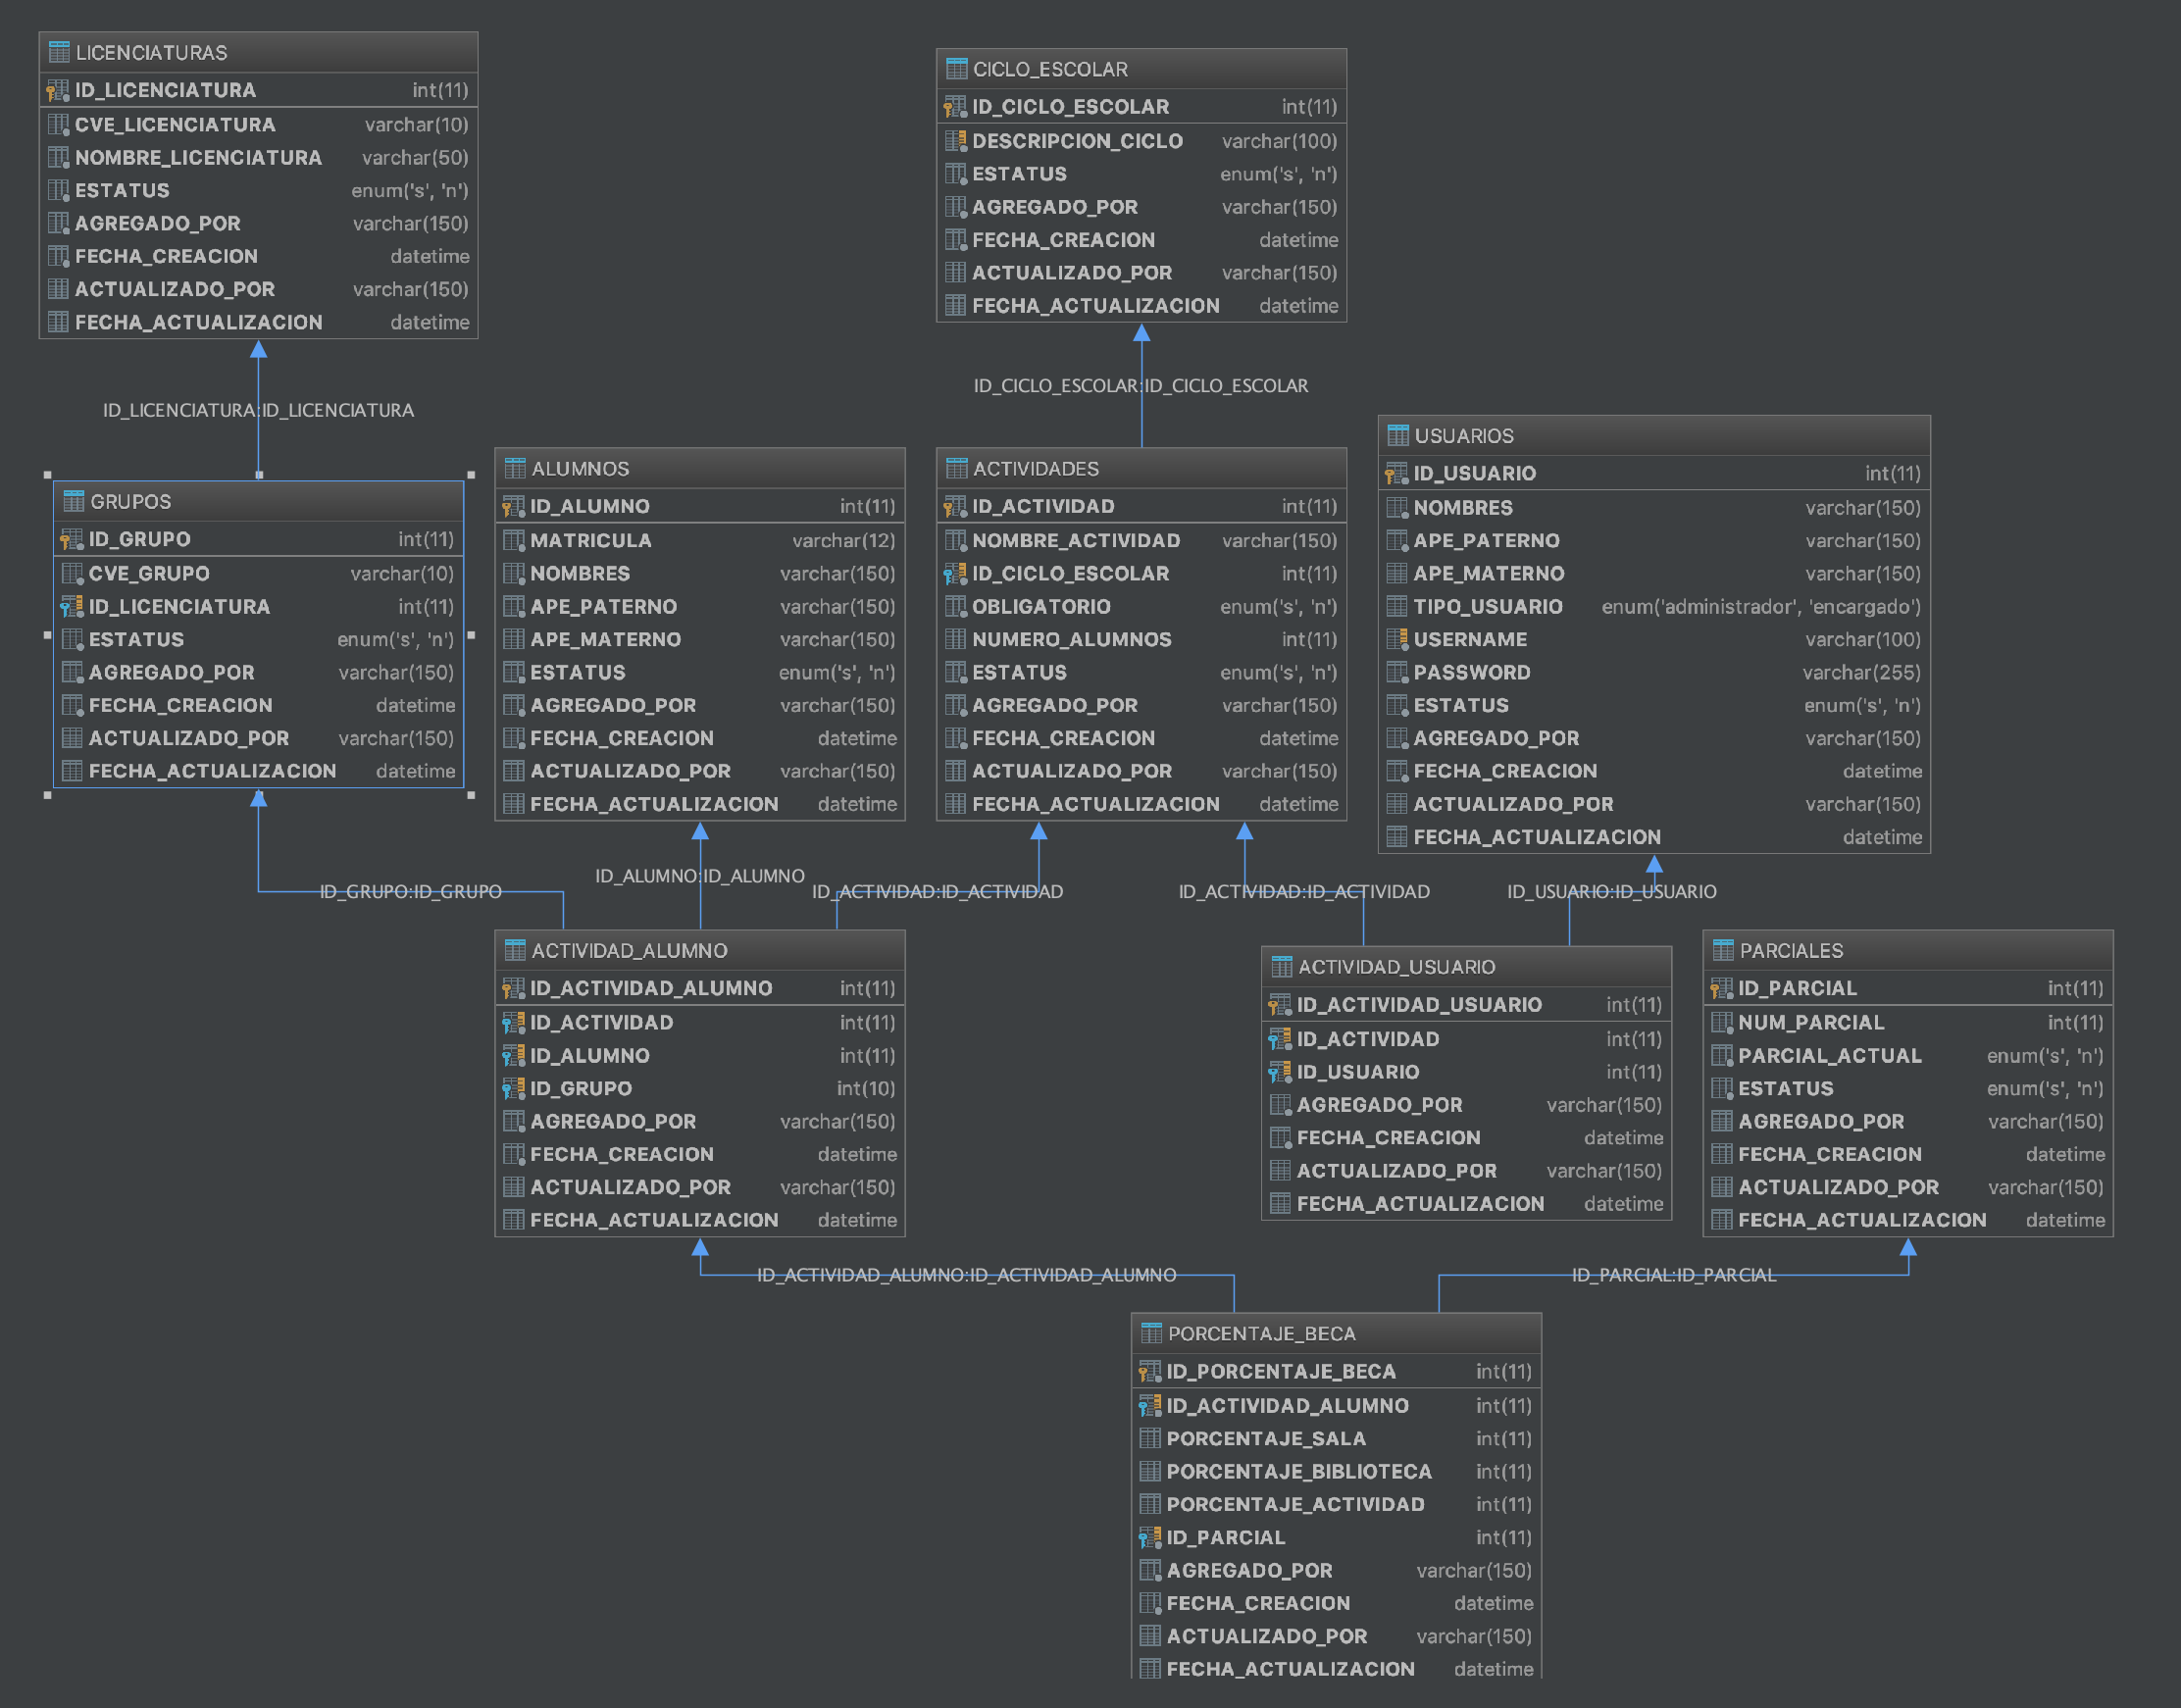 LICENCIATURAS
ID_LICENCIATURA int(11)
CVE_LICENCIATURA varchar(10)
NOMBRE_LICENCIATURA varchar(50)
ESTATUS enum('s', 'n')
AGREGADO_POR varchar(150)
FECHA_CREACION datetime
ACTUALIZADO_POR varchar(150)
FECHA_ACTUALIZACION datetime
CICLO_ESCOLAR
ID_CICLO_ESCOLAR int(11)
DESCRIPCION_CICLO varchar(100)
ESTATUS enum('s', 'n')
AGREGADO_POR varchar(150)
FECHA_CREACION datetime
ACTUALIZADO_POR varchar(150)
FECHA_ACTUALIZACION datetime
ID_LICENCIATURA:ID_LICENCIATURA
ID_CICLO_ESCOLAR:ID_CICLO_ESCOLAR
GRUPOS
ID_GRUPO int(11)
CVE_GRUPO varchar(10)
ID_LICENCIATURA int(11)
ESTATUS enum('s', 'n')
AGREGADO_POR varchar(150)
FECHA_CREACION datetime
ACTUALIZADO_POR varchar(150)
FECHA_ACTUALIZACION datetime
ALUMNOS
ID_ALUMNO int(11)
MATRICULA varchar(12)
NOMBRES varchar(150)
APE_PATERNO varchar(150)
APE_MATERNO varchar(150)
ESTATUS enum('s', 'n')
AGREGADO_POR varchar(150)
FECHA_CREACION datetime
ACTUALIZADO_POR varchar(150)
FECHA_ACTUALIZACION datetime
ACTIVIDADES
ID_ACTIVIDAD int(11)
NOMBRE_ACTIVIDAD varchar(150)
ID_CICLO_ESCOLAR int(11)
OBLIGATORIO enum('s', 'n')
NUMERO_ALUMNOS int(11)
ESTATUS enum('s', 'n')
AGREGADO_POR varchar(150)
FECHA_CREACION datetime
ACTUALIZADO_POR varchar(150)
FECHA_ACTUALIZACION datetime
USUARIOS
ID_USUARIO int(11)
NOMBRES varchar(150)
APE_PATERNO varchar(150)
APE_MATERNO varchar(150)
TIPO_USUARIO enum('administrador', 'encargado')
USERNAME varchar(100)
PASSWORD varchar(255)
ESTATUS enum('s', 'n')
AGREGADO_POR varchar(150)
FECHA_CREACION datetime
ACTUALIZADO_POR varchar(150)
FECHA_ACTUALIZACION datetime
ID_GRUPO:ID_GRUPO
ID_ALUMNO:ID_ALUMNO
ID_ACTIVIDAD:ID_ACTIVIDAD
ID_ACTIVIDAD:ID_ACTIVIDAD
ID_USUARIO:ID_USUARIO
ACTIVIDAD_ALUMNO
ID_ACTIVIDAD_ALUMNO int(11)
ID_ACTIVIDAD int(11)
ID_ALUMNO int(11)
ID_GRUPO int(10)
AGREGADO_POR varchar(150)
FECHA_CREACION datetime
ACTUALIZADO_POR varchar(150)
FECHA_ACTUALIZACION datetime
ACTIVIDAD_USUARIO
ID_ACTIVIDAD_USUARIO int(11)
ID_ACTIVIDAD int(11)
ID_USUARIO int(11)
AGREGADO_POR varchar(150)
FECHA_CREACION datetime
ACTUALIZADO_POR varchar(150)
FECHA_ACTUALIZACION datetime
PARCIALES
ID_PARCIAL int(11)
NUM_PARCIAL int(11)
PARCIAL_ACTUAL enum('s', 'n')
ESTATUS enum('s', 'n')
AGREGADO_POR varchar(150)
FECHA_CREACION datetime
ACTUALIZADO_POR varchar(150)
FECHA_ACTUALIZACION datetime
ID_ACTIVIDAD_ALUMNO:ID_ACTIVIDAD_ALUMNO
ID_PARCIAL:ID_PARCIAL
PORCENTAJE_BECA
ID_PORCENTAJE_BECA int(11)
ID_ACTIVIDAD_ALUMNO int(11)
PORCENTAJE_SALA int(11)
PORCENTAJE_BIBLIOTECA int(11)
PORCENTAJE_ACTIVIDAD int(11)
ID_PARCIAL int(11)
AGREGADO_POR varchar(150)
FECHA_CREACION datetime
ACTUALIZADO_POR varchar(150)
FECHA_ACTUALIZACION datetime